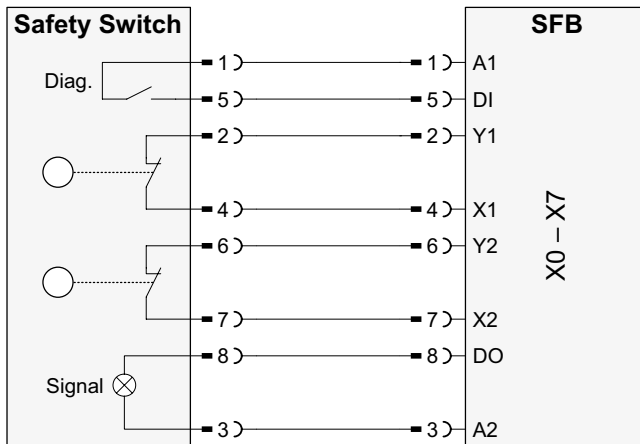 Safety Switch SFB
1 1 A1
Diag.
5 5 DI
2 2 Y1
4 4 X1
X0 – X7
6 6 Y2
7 7 X2
8 8 DO
Signal
3 3 A2